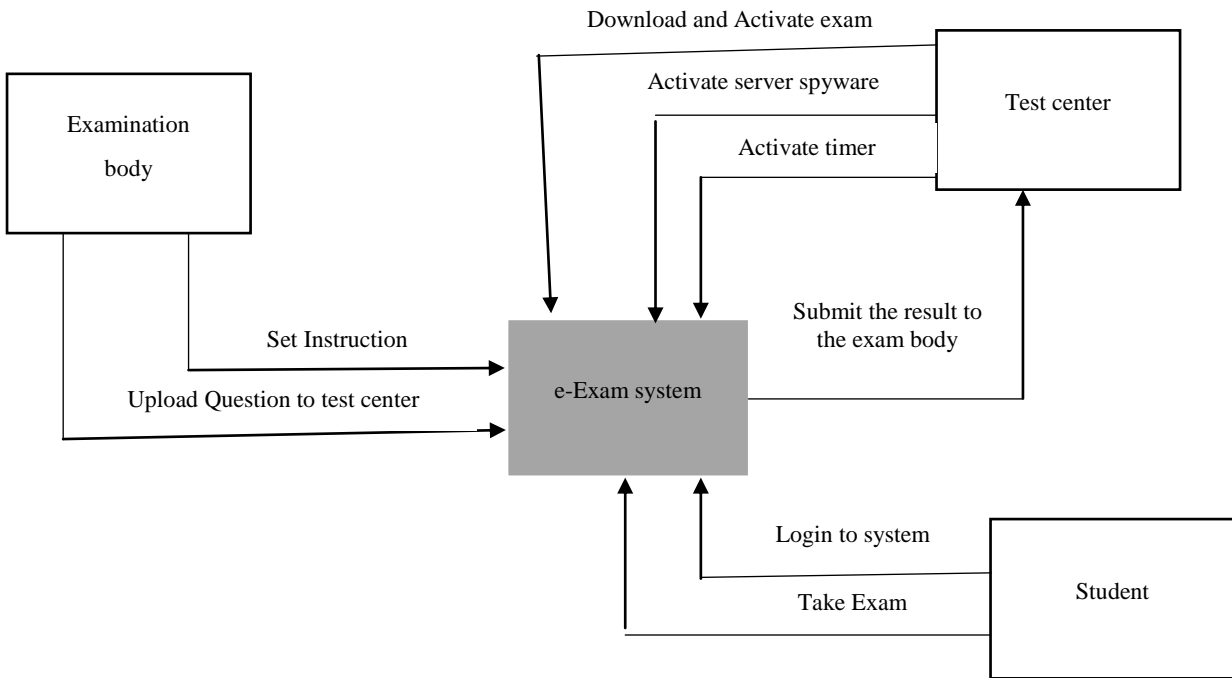 Download and Activate exam
Activate server spyware
Activate timer
Test center
Examination
body
Set Instruction
Upload Question to test center
e-Exam system
Submit the result to
the exam body
Login to system
Take Exam
Student